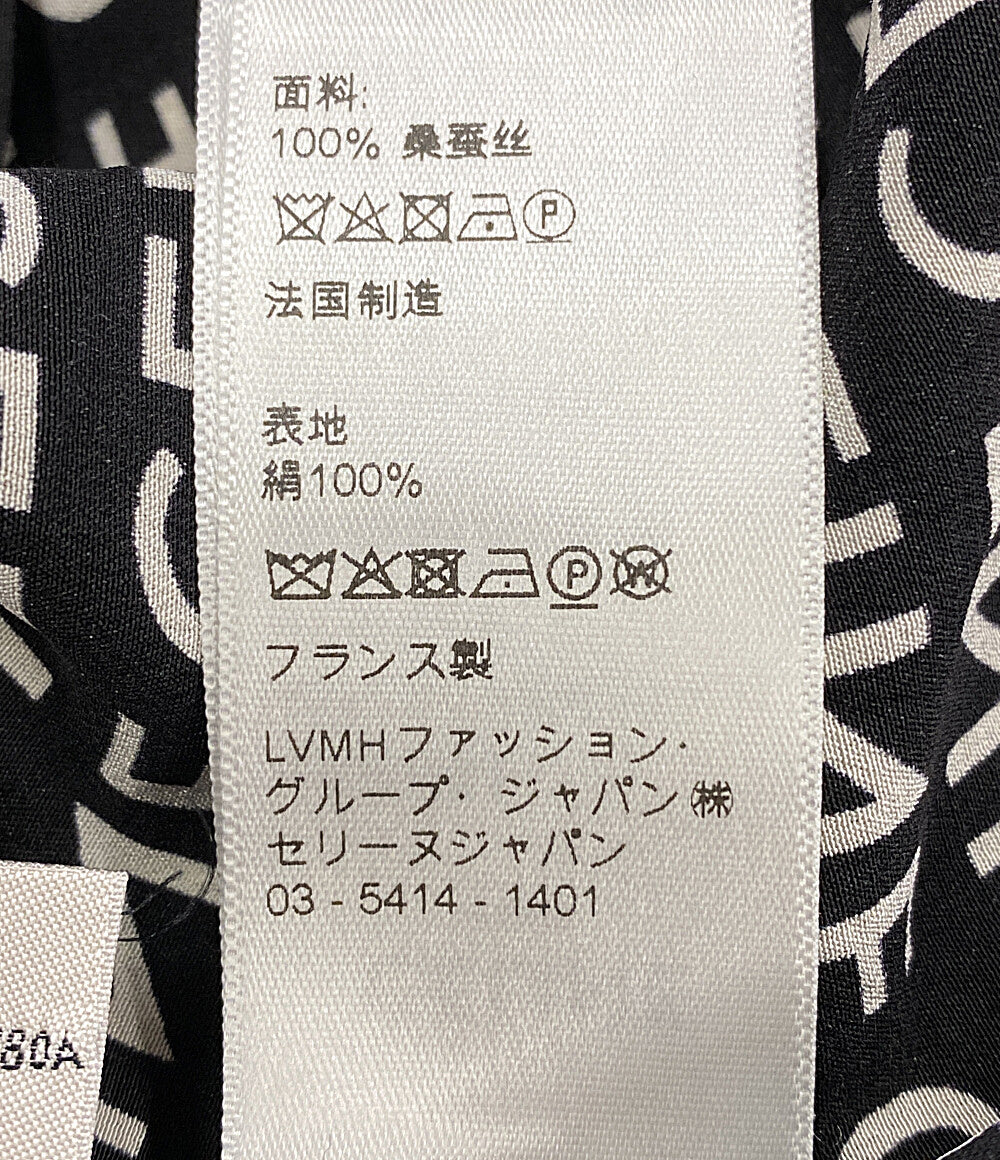 面料:
100% 桑蚕丝
P
法国制造
表地
絹100%
P W
フランス製
LVMHファッション・
グループ・ジャパン㈱
セリーヌジャパン
03 - 5414 - 1401
80A